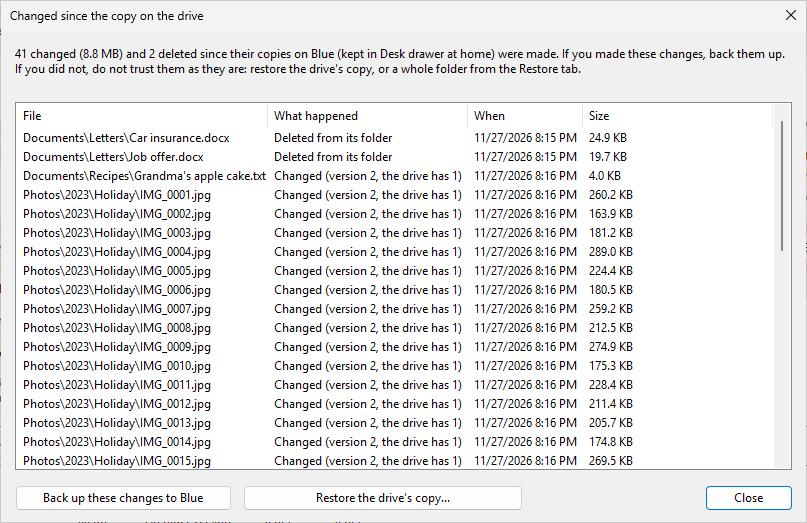 Changed since the copy on the drive
41 changed (8.8 MB) and 2 deleted since their copies on Blue (kept in Desk drawer at home) were made. If you made these changes, back them up.
If you did not, do not trust them as they are: restore the drive's copy, or a whole folder from the Restore tab.
File What happened When Size
Documents\Letters\Car insurance.docx Deleted from its folder 11/27/2026 8:15 PM 24.9 KB
Documents\Letters\Job offer.docx Deleted from its folder 11/27/2026 8:15 PM 19.7 KB
Documents\Recipes\Grandma's apple cake.txt Changed (version 2, the drive has 1) 11/27/2026 8:16 PM 4.0 KB
Photos\2023\Holiday\IMG_0001.jpg Changed (version 2, the drive has 1) 11/27/2026 8:16 PM 260.2 KB
Photos\2023\Holiday\IMG_0002.jpg Changed (version 2, the drive has 1) 11/27/2026 8:16 PM 163.9 KB
Photos\2023\Holiday\IMG_0003.jpg Changed (version 2, the drive has 1) 11/27/2026 8:16 PM 181.2 KB
Photos\2023\Holiday\IMG_0004.jpg Changed (version 2, the drive has 1) 11/27/2026 8:16 PM 289.0 KB
Photos\2023\Holiday\IMG_0005.jpg Changed (version 2, the drive has 1) 11/27/2026 8:16 PM 224.4 KB
Photos\2023\Holiday\IMG_0006.jpg Changed (version 2, the drive has 1) 11/27/2026 8:16 PM 180.5 KB
Photos\2023\Holiday\IMG_0007.jpg Changed (version 2, the drive has 1) 11/27/2026 8:16 PM 259.2 KB
Photos\2023\Holiday\IMG_0008.jpg Changed (version 2, the drive has 1) 11/27/2026 8:16 PM 212.5 KB
Photos\2023\Holiday\IMG_0009.jpg Changed (version 2, the drive has 1) 11/27/2026 8:16 PM 274.9 KB
Photos\2023\Holiday\IMG_0010.jpg Changed (version 2, the drive has 1) 11/27/2026 8:16 PM 175.3 KB
Photos\2023\Holiday\IMG_0011.jpg Changed (version 2, the drive has 1) 11/27/2026 8:16 PM 228.4 KB
Photos\2023\Holiday\IMG_0012.jpg Changed (version 2, the drive has 1) 11/27/2026 8:16 PM 211.4 KB
Photos\2023\Holiday\IMG_0013.jpg Changed (version 2, the drive has 1) 11/27/2026 8:16 PM 205.7 KB
Photos\2023\Holiday\IMG_0014.jpg Changed (version 2, the drive has 1) 11/27/2026 8:16 PM 174.8 KB
Photos\2023\Holiday\IMG_0015.jpg Changed (version 2, the drive has 1) 11/27/2026 8:16 PM 269.5 KB
Back up these changes to Blue Restore the drive's copy... Close